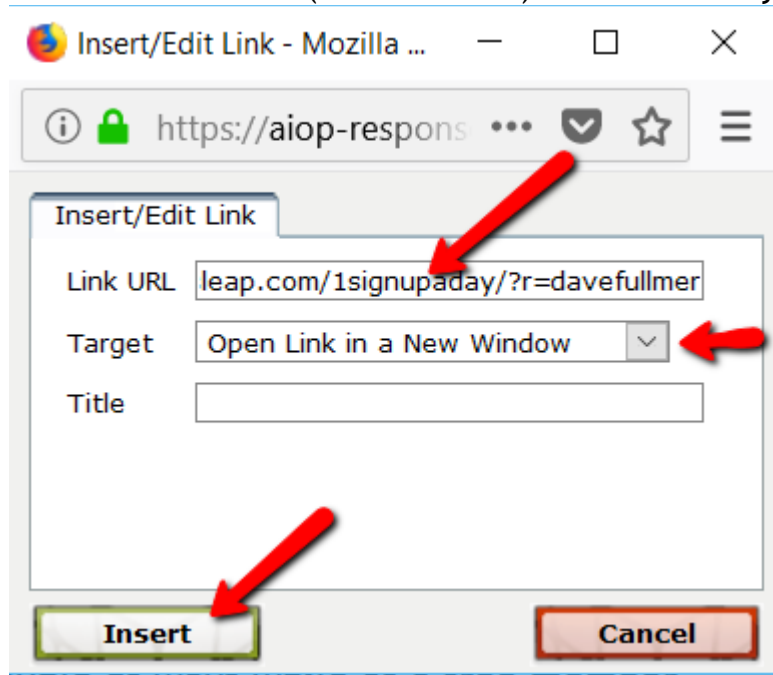 Insert/Edit Link - Mozilla ...
https://aiop-respons
Insert/Edit Link
Link URL leap.com/1signupaday/?r=davefullmer
Target Open Link in a New Window
Title
Insert Cancel